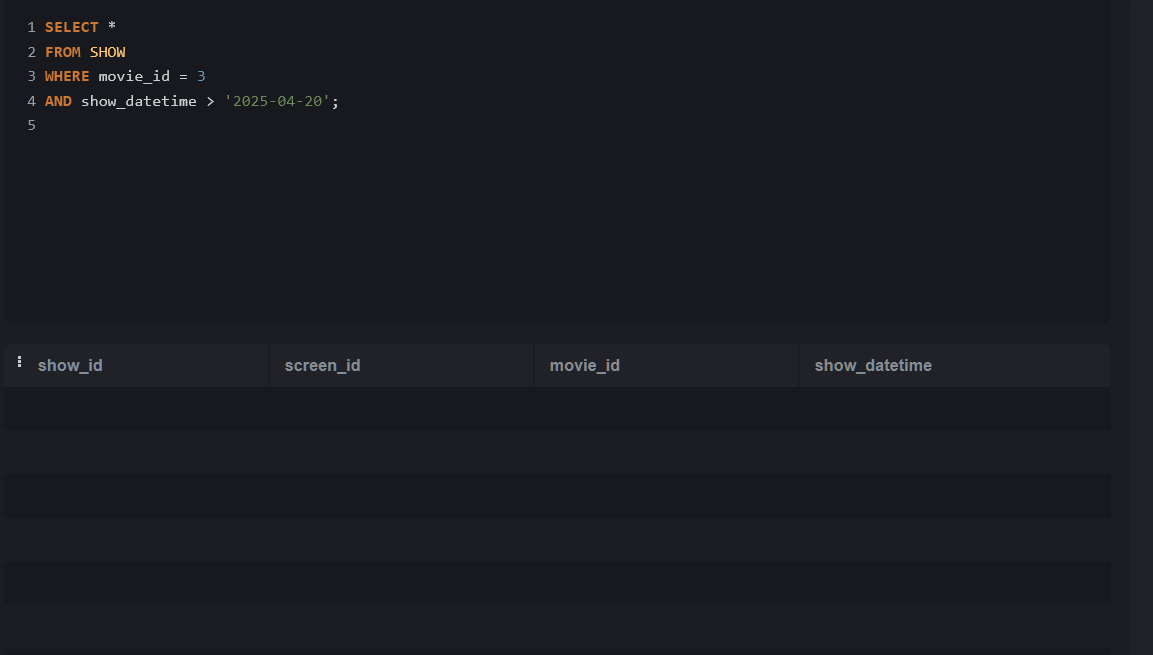 1 SELECT *
2 FROM SHOW
3 WHERE movie_id = 3
4 AND show_datetime > '2025-04-20';
5
show_id screen_id movie_id show_datetime